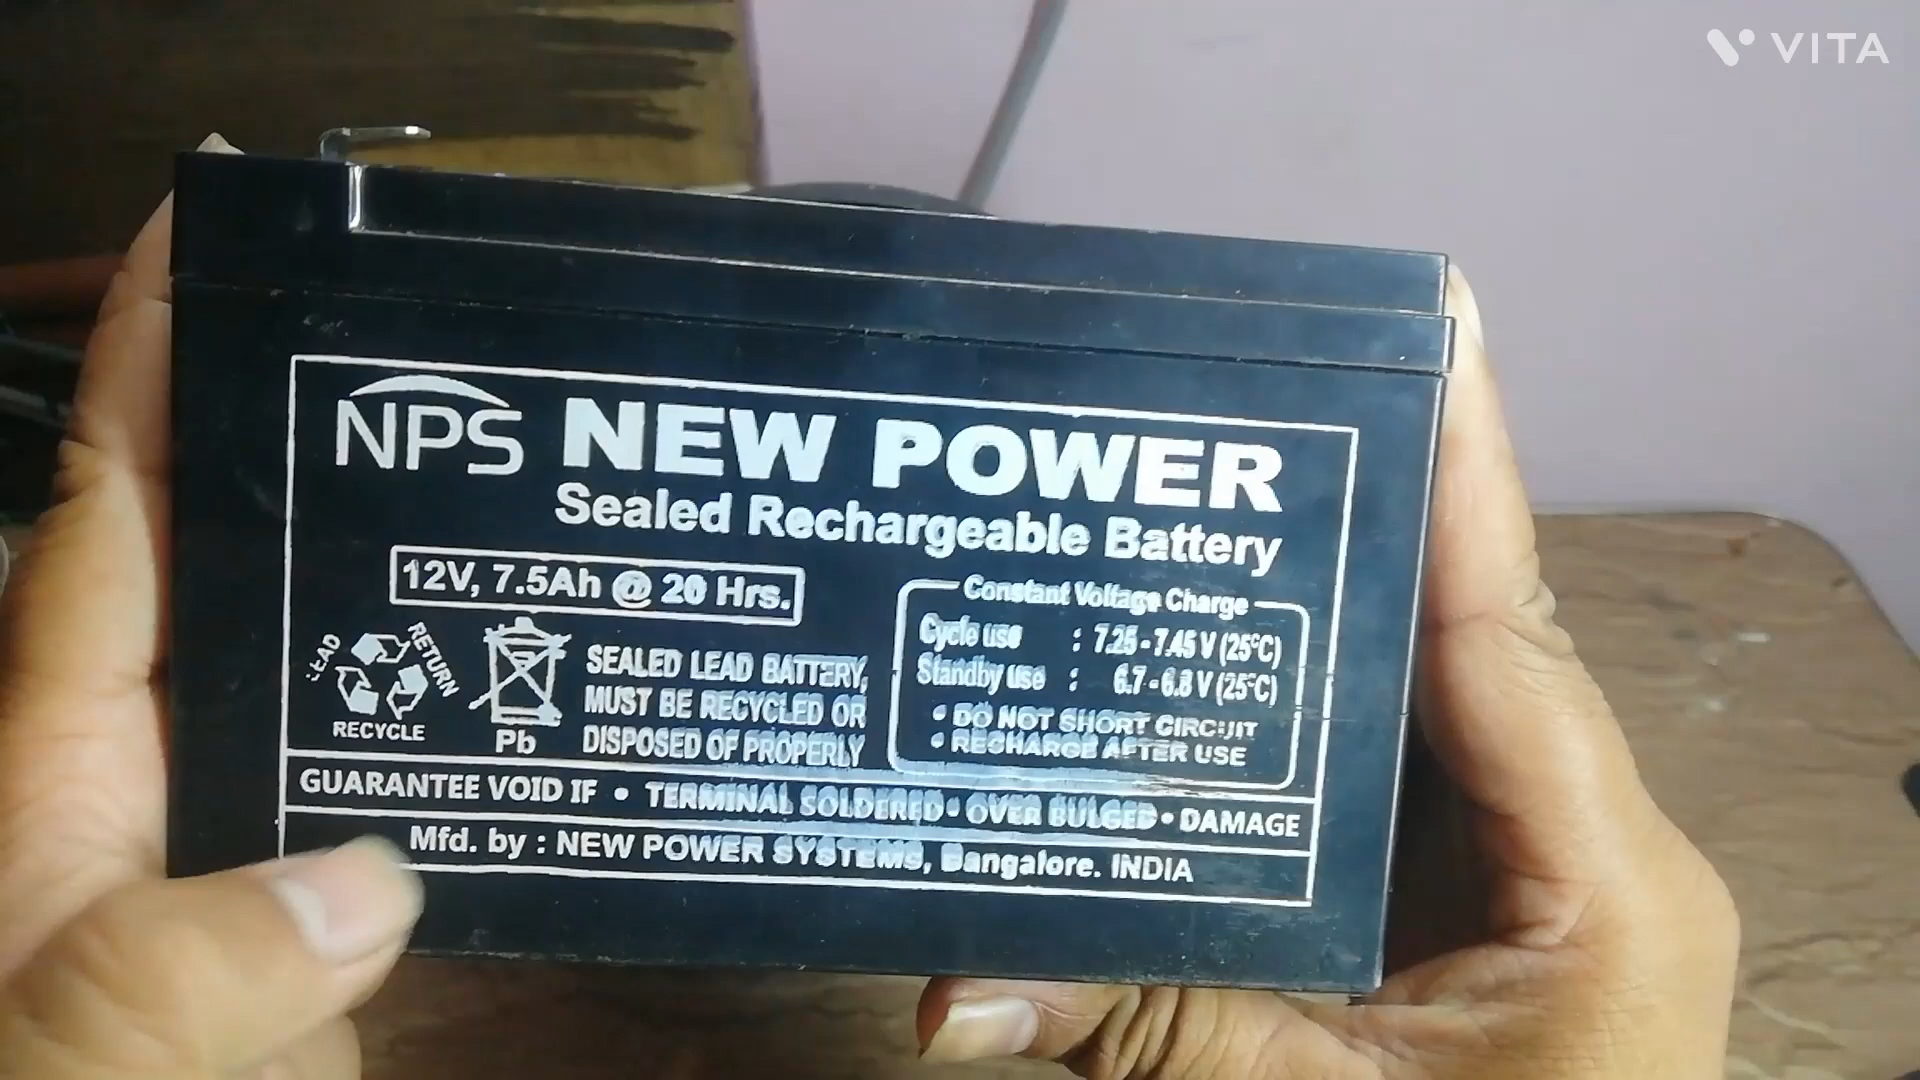 VITA
NPS NEW POWER
Sealed Rechargeable Battery
12V, 7.5Ah @ 20 Hrs.
Constant Voltage Charge
Cycle use : 7.25 - 7.45 V (25°C)
Standby use : 6.7 - 6.8 V (25°C)
• DO NOT SHORT CIRCUIT
• RECHARGE AFTER USE
LEAD
RETURN
RECYCLE
Pb
SEALED LEAD BATTERY,
MUST BE RECYCLED OR
DISPOSED OF PROPERLY
GUARANTEE VOID IF • TERMINAL SOLDERED • OVER BULGED • DAMAGE
Mfd. by : NEW POWER SYSTEMS, Bangalore. INDIA